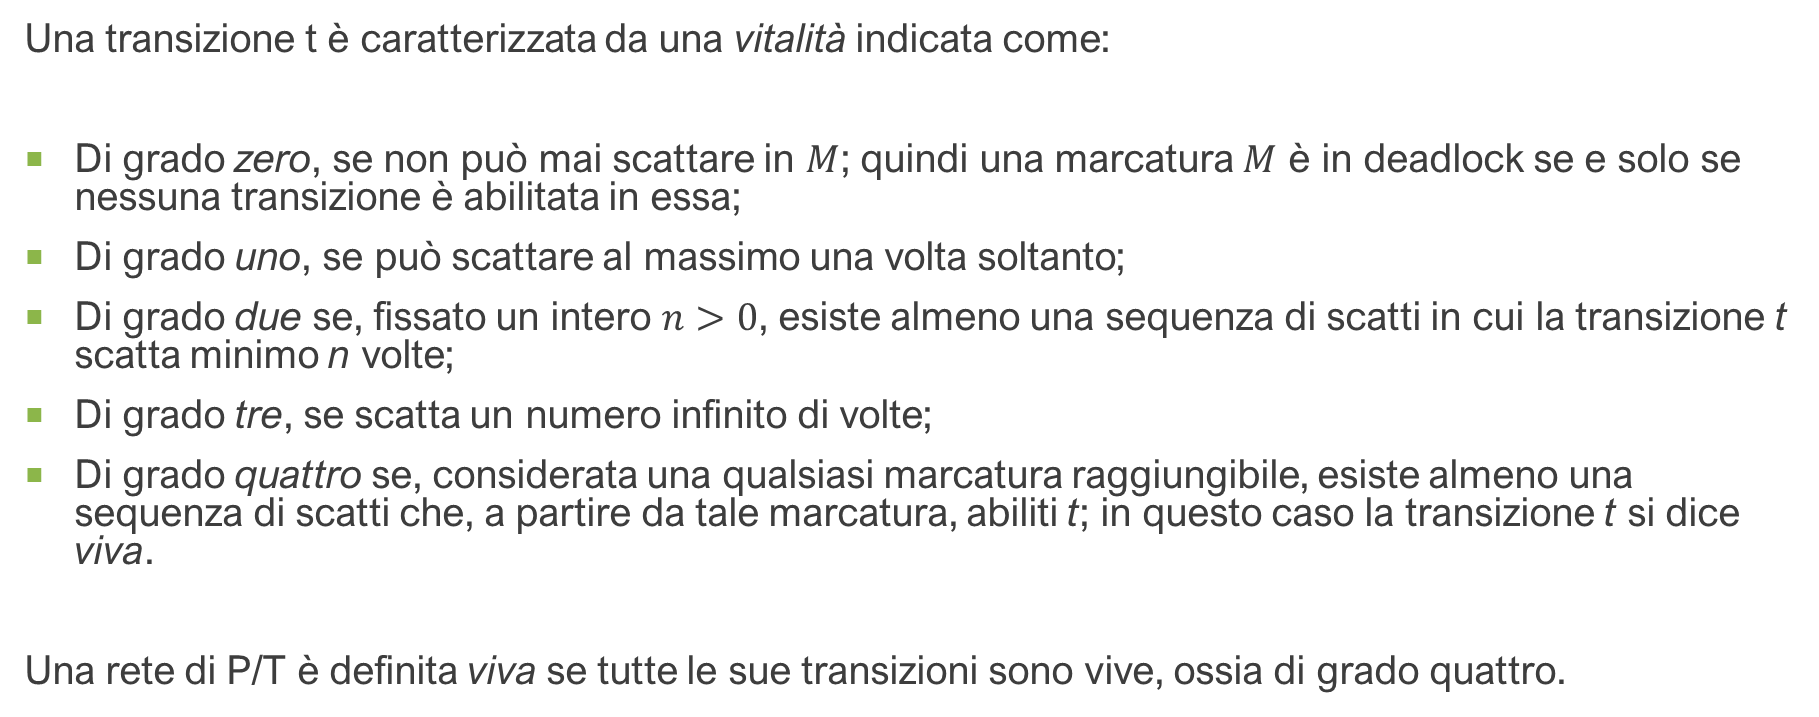 Una transizione t è caratterizzata da una vitalità indicata come:
▪ Di grado zero, se non può mai scattare in M; quindi una marcatura M è in deadlock se e solo se
nessuna transizione è abilitata in essa;
▪ Di grado uno, se può scattare al massimo una volta soltanto;
▪ Di grado due se, fissato un intero n > 0, esiste almeno una sequenza di scatti in cui la transizione t
scatta minimo n volte;
▪ Di grado tre, se scatta un numero infinito di volte;
▪ Di grado quattro se, considerata una qualsiasi marcatura raggiungibile, esiste almeno una
sequenza di scatti che, a partire da tale marcatura, abiliti t; in questo caso la transizione t si dice
viva.
Una rete di P/T è definita viva se tutte le sue transizioni sono vive, ossia di grado quattro.